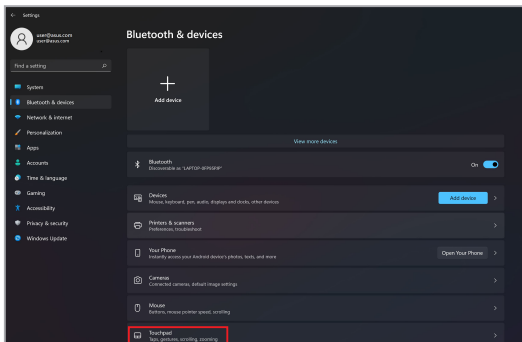 Settings
user@asus.com
user@asus.com
Find a setting
System
Bluetooth & devices
Network & internet
Personalization
Apps
Accounts
Time & language
Gaming
Accessibility
Privacy & security
Windows Update
Bluetooth & devices
Add device
View more devices
Bluetooth
On
Devices
Mouse, keyboard, pen, audio, displays and docks, other devices
Add device
Printers & scanners
Preferences, troubleshoot
Your Phone
Instantly access your Android device's photos, texts, and more
Open Your Phone
Cameras
Connected cameras, default image settings
Mouse
Buttons, mouse pointer speed, scrolling
Touchpad
Taps, gestures, scrolling, zooming